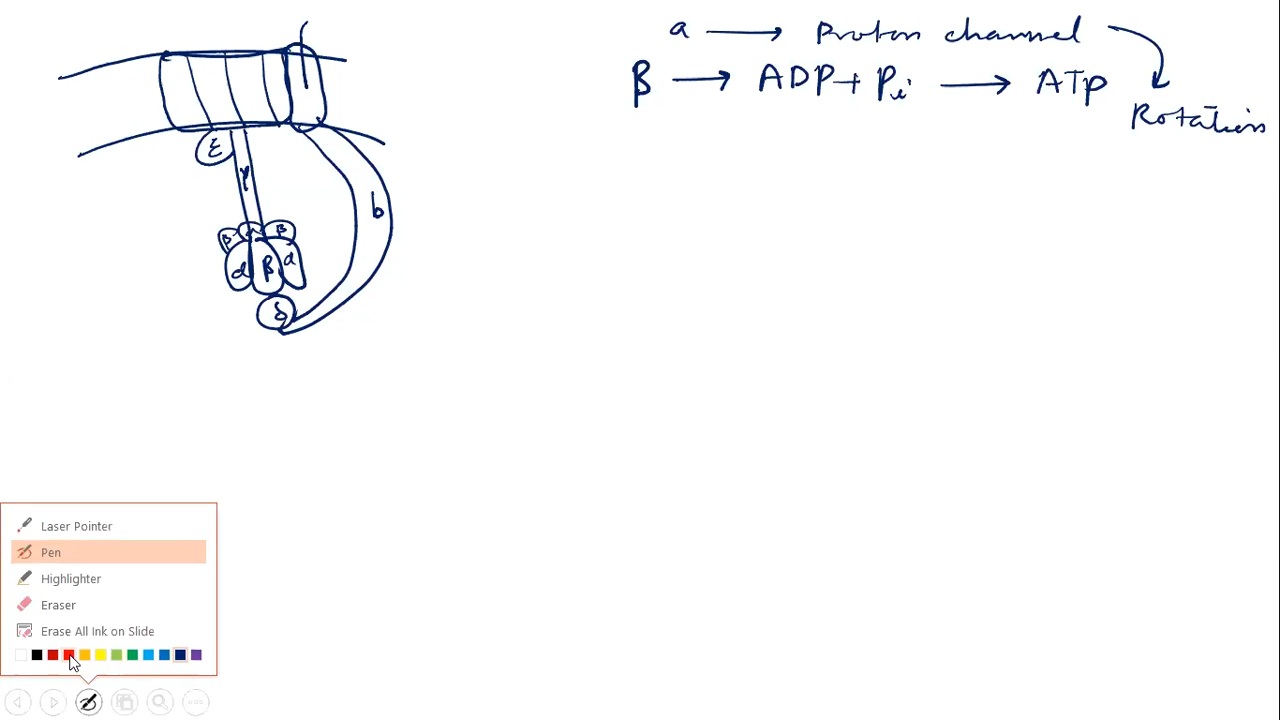 a → Proton channel
β → ADP + Pi → ATP
Rotation
ε
γ
b
β
β
α
β
α
δ
Laser Pointer
Pen
Highlighter
Eraser
Erase All Ink on Slide